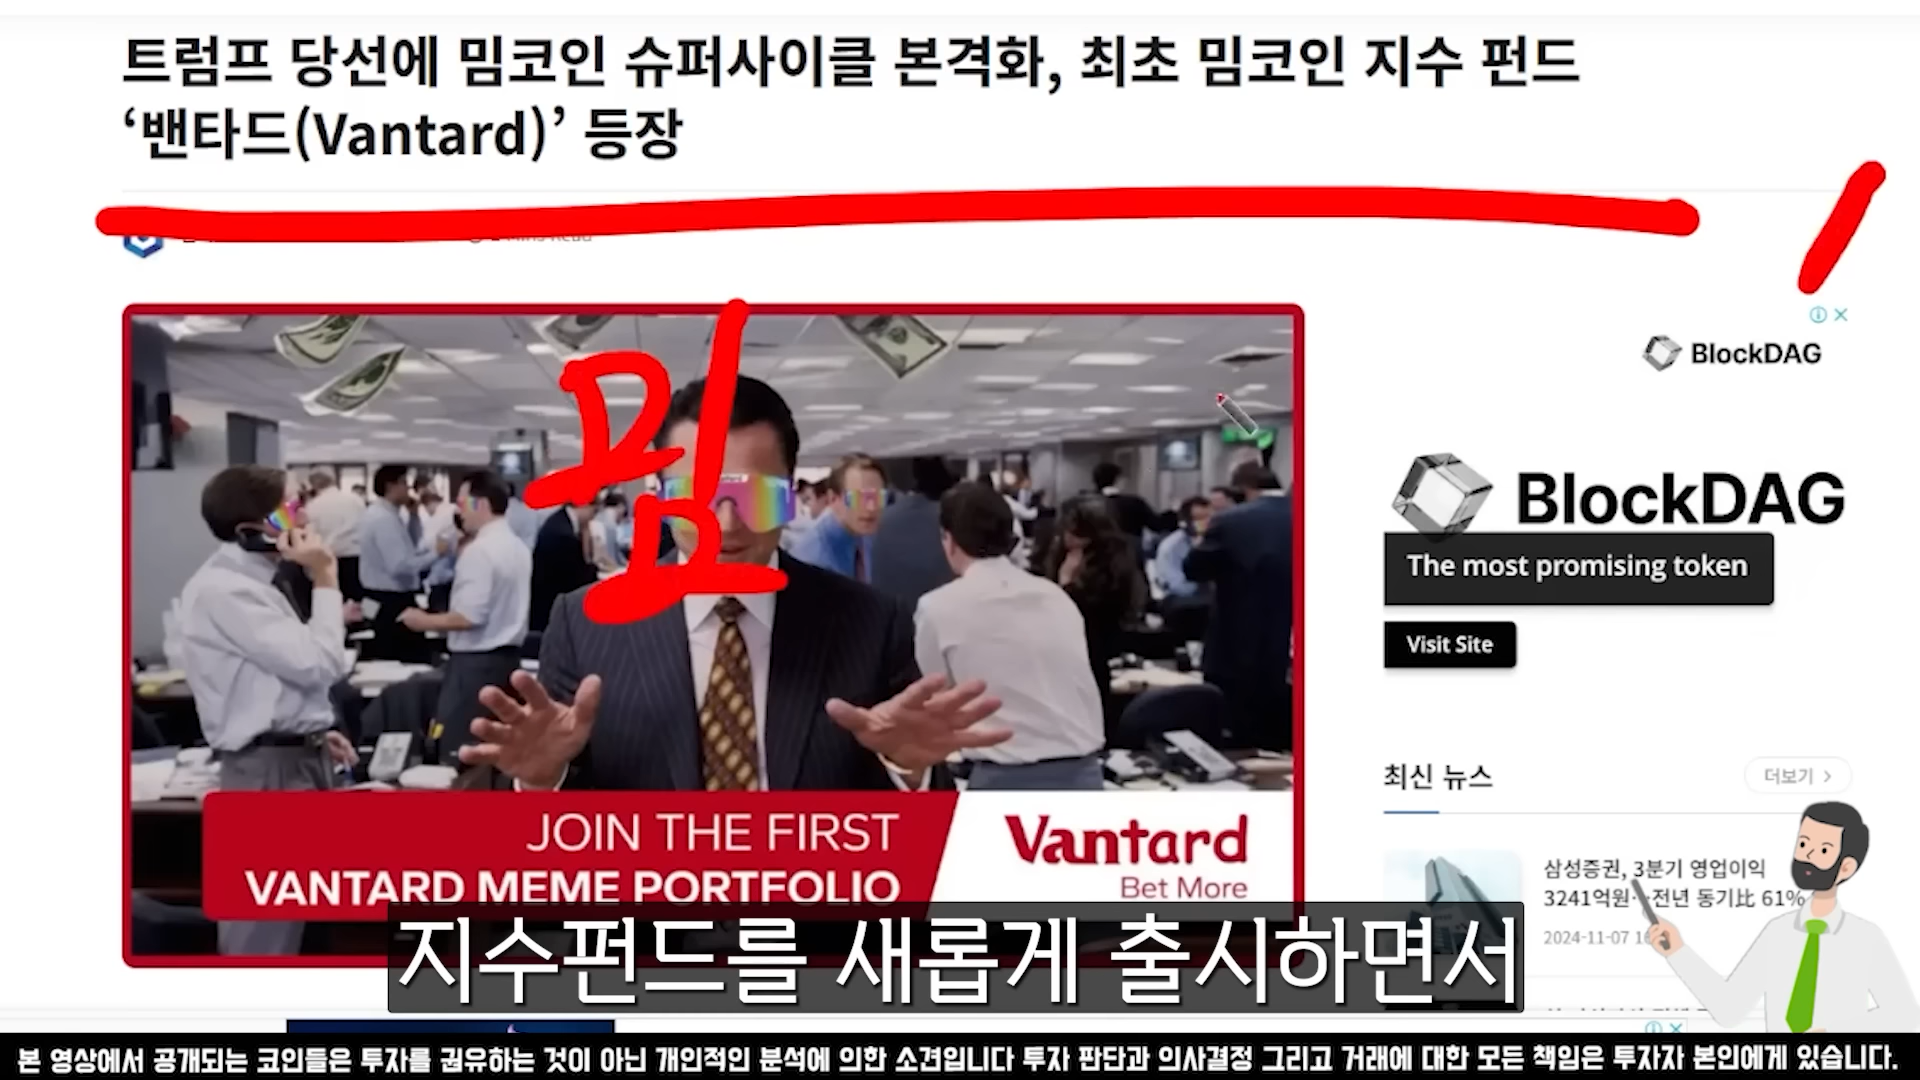 트럼프 당선에 밈코인 슈퍼사이클 본격화, 최초 밈코인 지수 펀드
‘밴타드(Vantard)’ 등장
밈
BlockDAG
BlockDAG
The most promising token
Visit Site
JOIN THE FIRST
VANTARD MEME PORTFOLIO
Vantard
Bet More
최신 뉴스
더보기 >
삼성증권, 3분기 영업이익
3241억원…전년 동기比 61%
2024-11-07
지수펀드를 새롭게 출시하면서
본 영상에서 공개되는 코인들은 투자를 권유하는 것이 아닌 개인적인 분석에 의한 소견입니다 투자 판단과 의사결정 그리고 거래에 대한 모든 책임은 투자자 본인에게 있습니다.